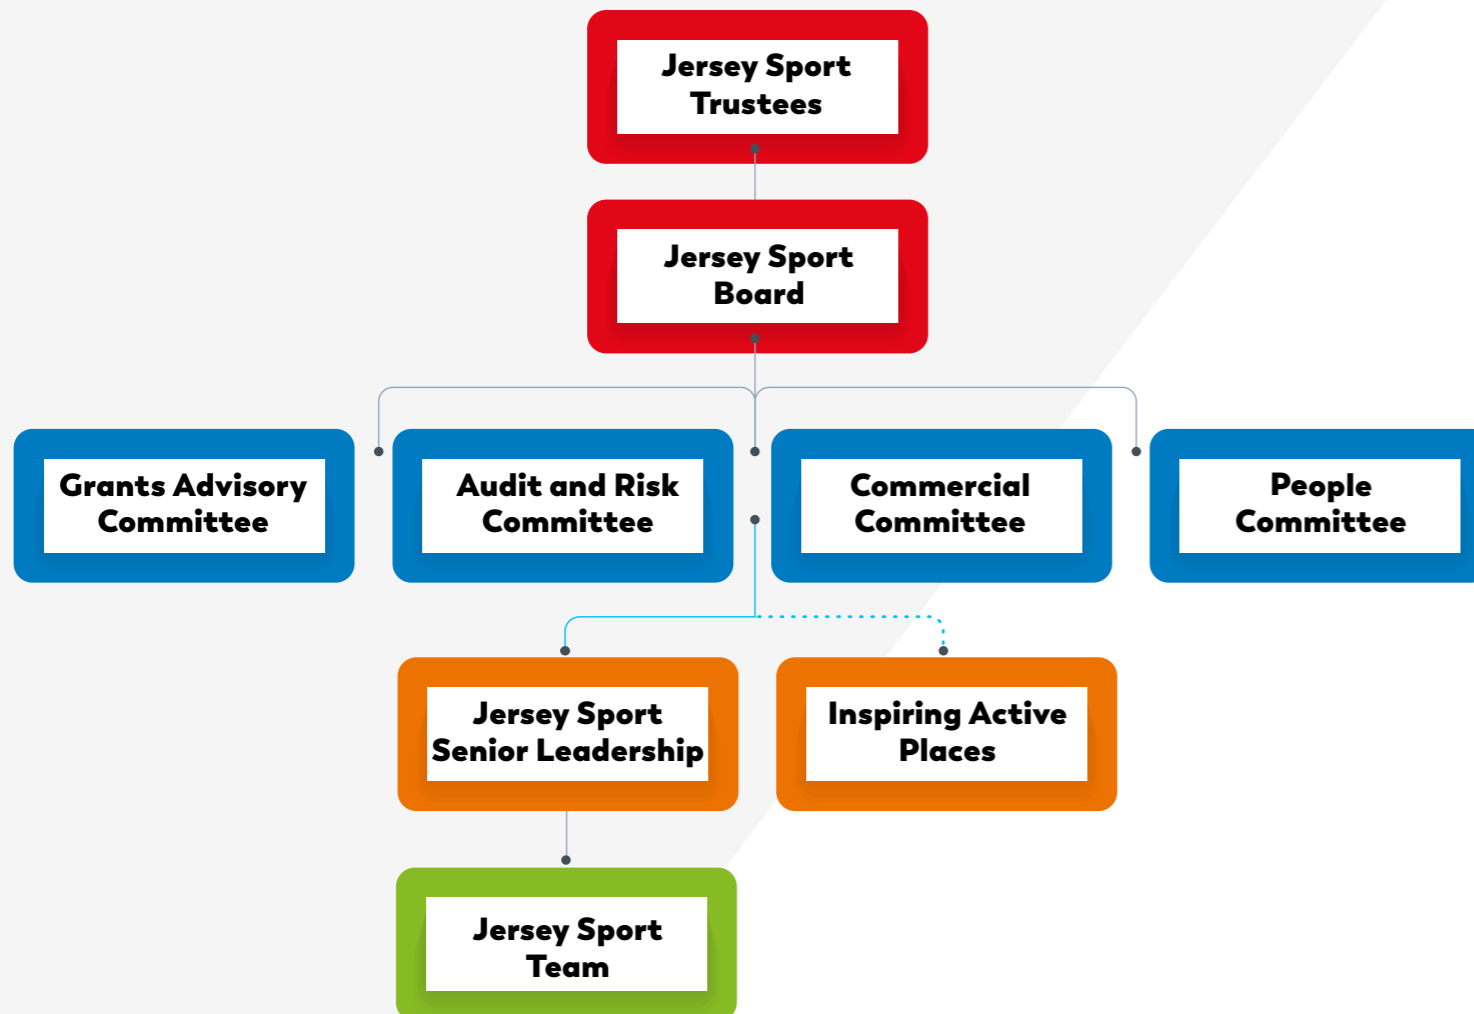 Jersey Sport
Trustees
Jersey Sport
Board
Grants Advisory
Committee
Audit and Risk
Committee
Commercial
Committee
People
Committee
Jersey Sport
Senior Leadership
Inspiring Active
Places
Jersey Sport
Team